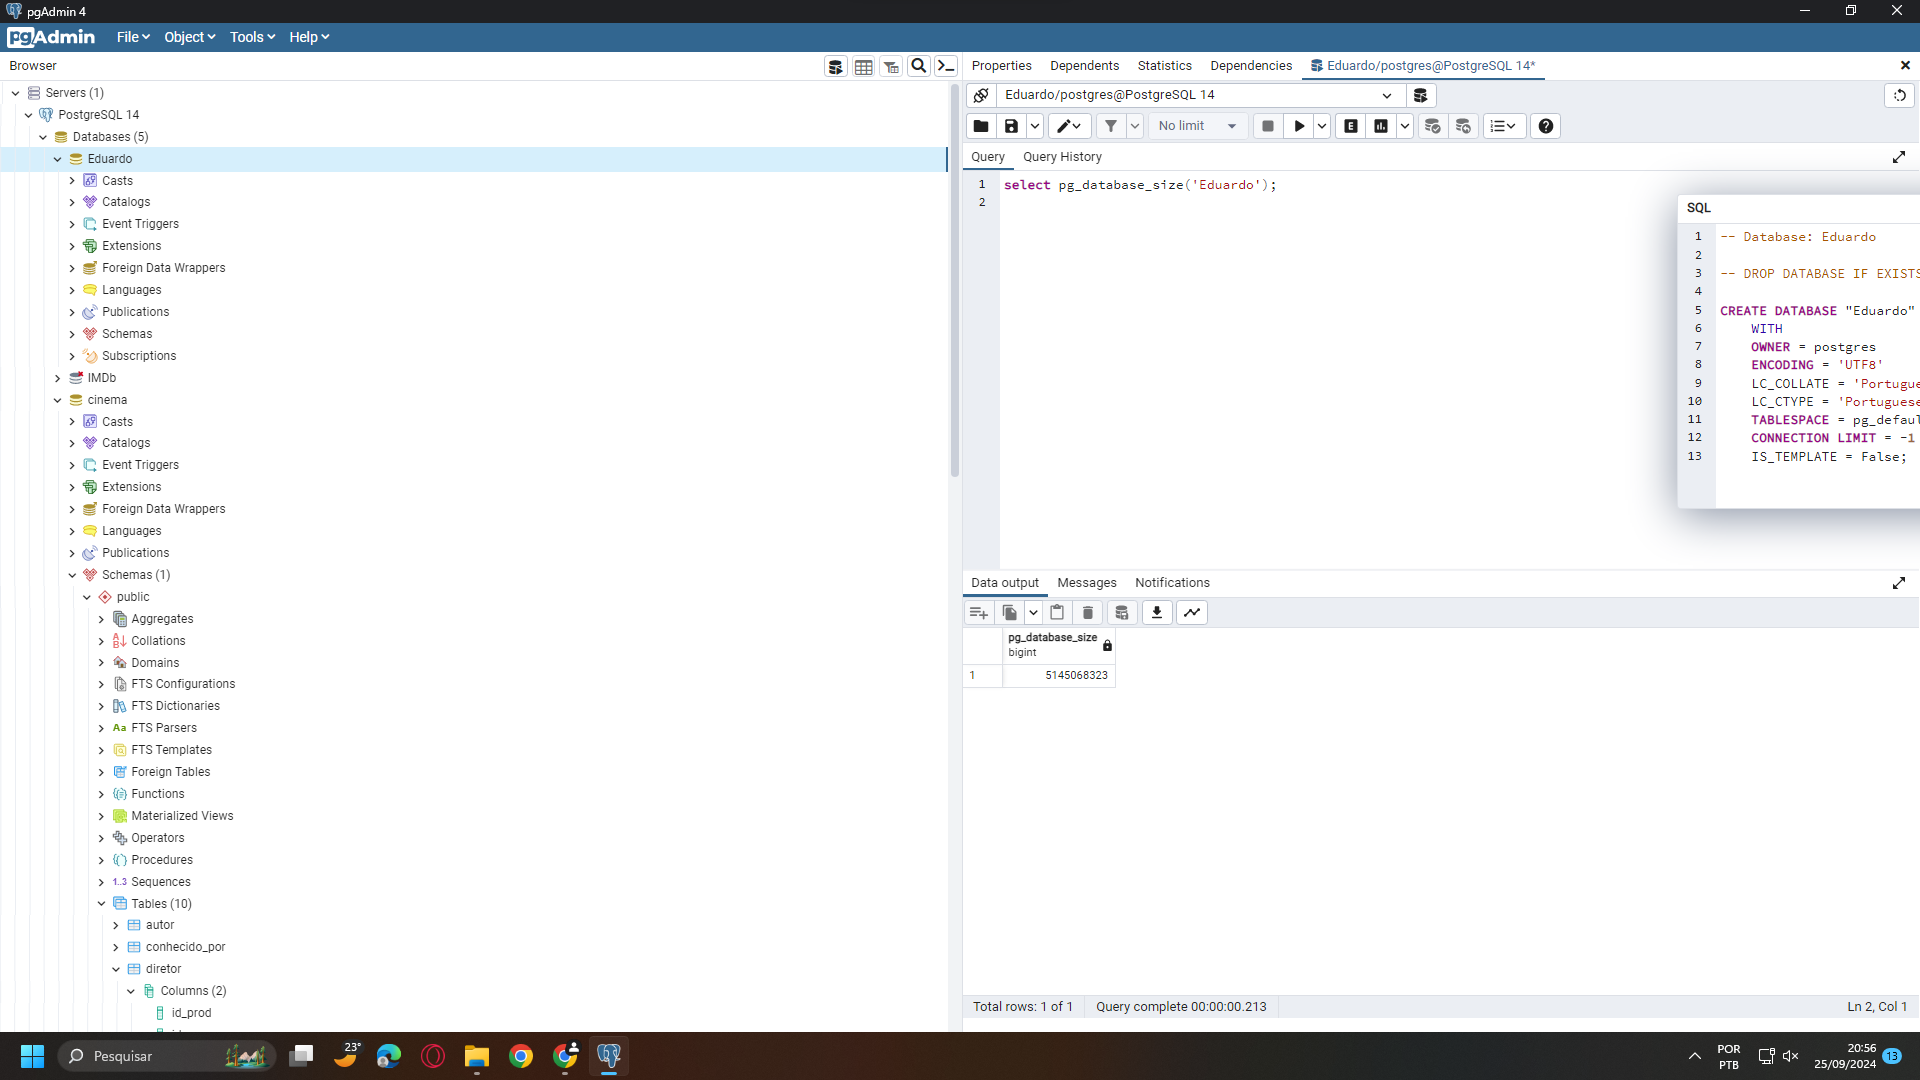 pgAdmin 4
pgAdmin File Object Tools Help
Browser
Servers (1)
PostgreSQL 14
Databases (5)
Eduardo
Casts
Catalogs
Event Triggers
Extensions
Foreign Data Wrappers
Languages
Publications
Schemas
Subscriptions
IMDb
cinema
Casts
Catalogs
Event Triggers
Extensions
Foreign Data Wrappers
Languages
Publications
Schemas (1)
public
Aggregates
Collations
Domains
FTS Configurations
FTS Dictionaries
Aa FTS Parsers
FTS Templates
Foreign Tables
Functions
Materialized Views
Operators
Procedures
1..3 Sequences
Tables (10)
autor
conhecido_por
diretor
Columns (2)
id_prod
Properties Dependents Statistics Dependencies Eduardo/postgres@PostgreSQL 14*
Eduardo/postgres@PostgreSQL 14
No limit E
Query Query History
1 select pg_database_size('Eduardo');
2
SQL
1 -- Database: Eduardo
2
3 -- DROP DATABASE IF EXISTS
4
5 CREATE DATABASE "Eduardo"
6 WITH
7 OWNER = postgres
8 ENCODING = 'UTF8'
9 LC_COLLATE = 'Portugue
10 LC_CTYPE = 'Portuguese
11 TABLESPACE = pg_defaul
12 CONNECTION LIMIT = -1
13 IS_TEMPLATE = False;
Data output Messages Notifications
pg_database_size
bigint
1 5145068323
Total rows: 1 of 1 Query complete 00:00:00.213 Ln 2, Col 1
Pesquisar
23°
POR
PTB
20:56
25/09/2024
13